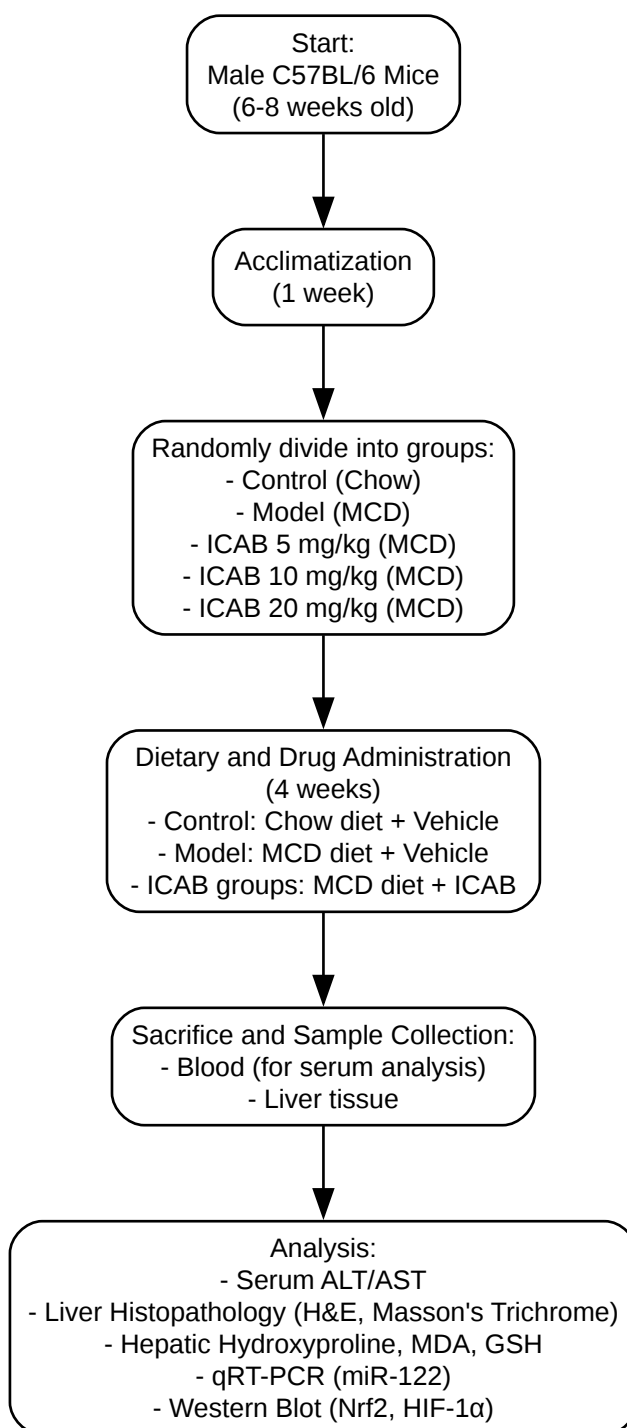 Start:
Male C57BL/6 Mice
(6-8 weeks old)
Acclimatization
(1 week)
Randomly divide into groups:
- Control (Chow)
- Model (MCD)
- ICAB 5 mg/kg (MCD)
- ICAB 10 mg/kg (MCD)
- ICAB 20 mg/kg (MCD)
Dietary and Drug Administration
(4 weeks)
- Control: Chow diet + Vehicle
- Model: MCD diet + Vehicle
- ICAB groups: MCD diet + ICAB
Sacrifice and Sample Collection:
- Blood (for serum analysis)
- Liver tissue
Analysis:
- Serum ALT/AST
- Liver Histopathology (H&E, Masson's Trichrome)
- Hepatic Hydroxyproline, MDA, GSH
- qRT-PCR (miR-122)
- Western Blot (Nrf2, HIF-1α)